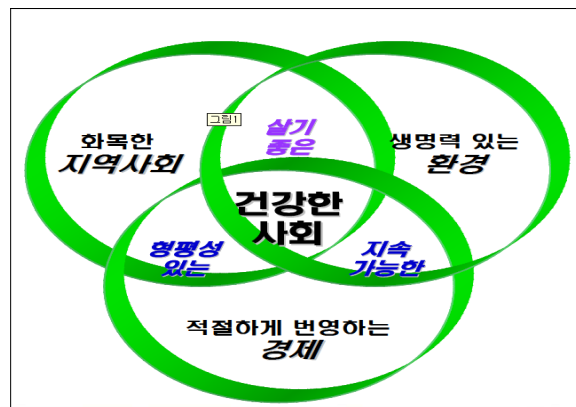 그림1
살기
좋은
화목한
지역사회
생명력 있는
환경
건강한
사회
형평성
있는
지속
가능한
적절하게 번영하는
경제